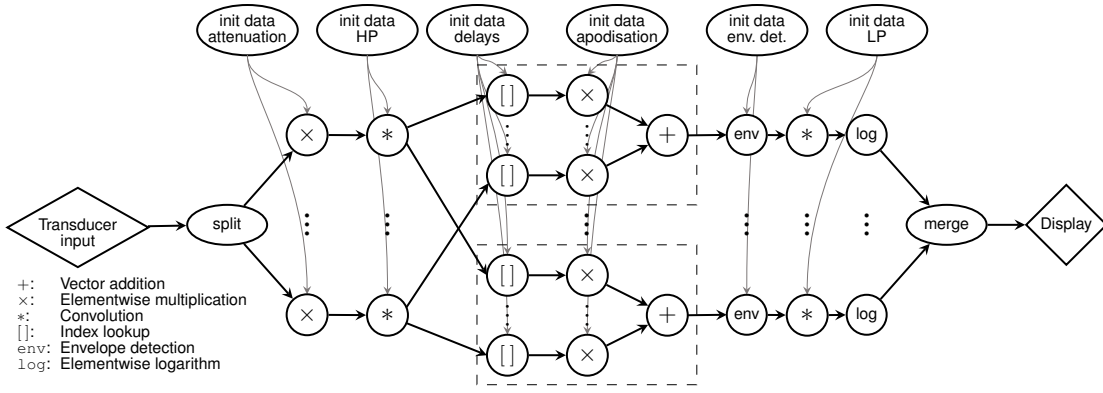 init data
attenuation
init data
HP
init data
delays
init data
apodisation
init data
env. det.
init data
LP
[ ]
×
×
*
+
env
*
log
[ ]
×
Transducer
input
split
merge
Display
[ ]
×
×
*
+
env
*
log
[ ]
×
+: Vector addition
×: Elementwise multiplication
*: Convolution
[]: Index lookup
env: Envelope detection
log: Elementwise logarithm